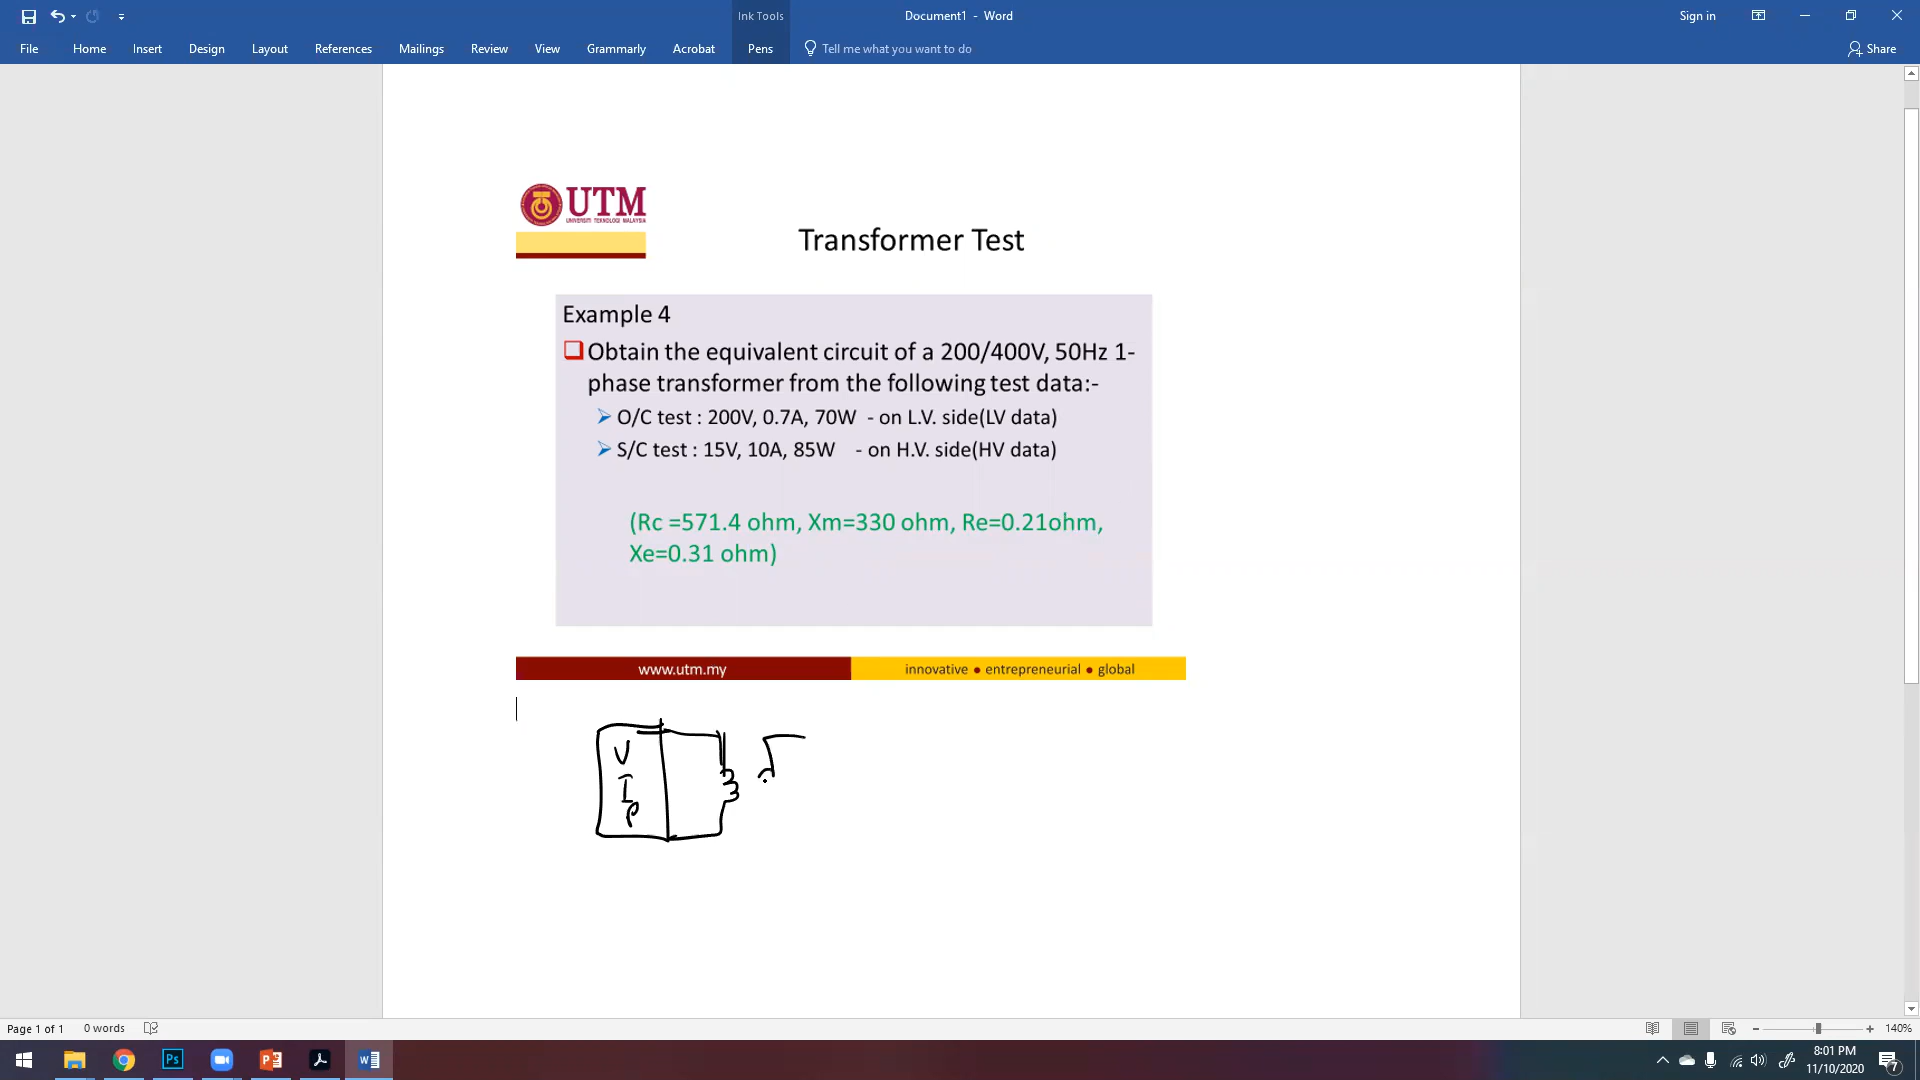 Ink Tools
Document1 - Word
Sign in
File Home Insert Design Layout References Mailings Review View Grammarly Acrobat Pens Tell me what you want to do Share
UTM
UNIVERSITI TEKNOLOGI MALAYSIA
Transformer Test
Example 4
Obtain the equivalent circuit of a 200/400V, 50Hz 1-
phase transformer from the following test data:-
O/C test : 200V, 0.7A, 70W - on L.V. side(LV data)
S/C test : 15V, 10A, 85W - on H.V. side(HV data)
(Rc =571.4 ohm, Xm=330 ohm, Re=0.21ohm,
Xe=0.31 ohm)
www.utm.my innovative ● entrepreneurial ● global
V
I
P
Page 1 of 1 0 words 140%
Ps
8:01 PM
11/10/2020
7